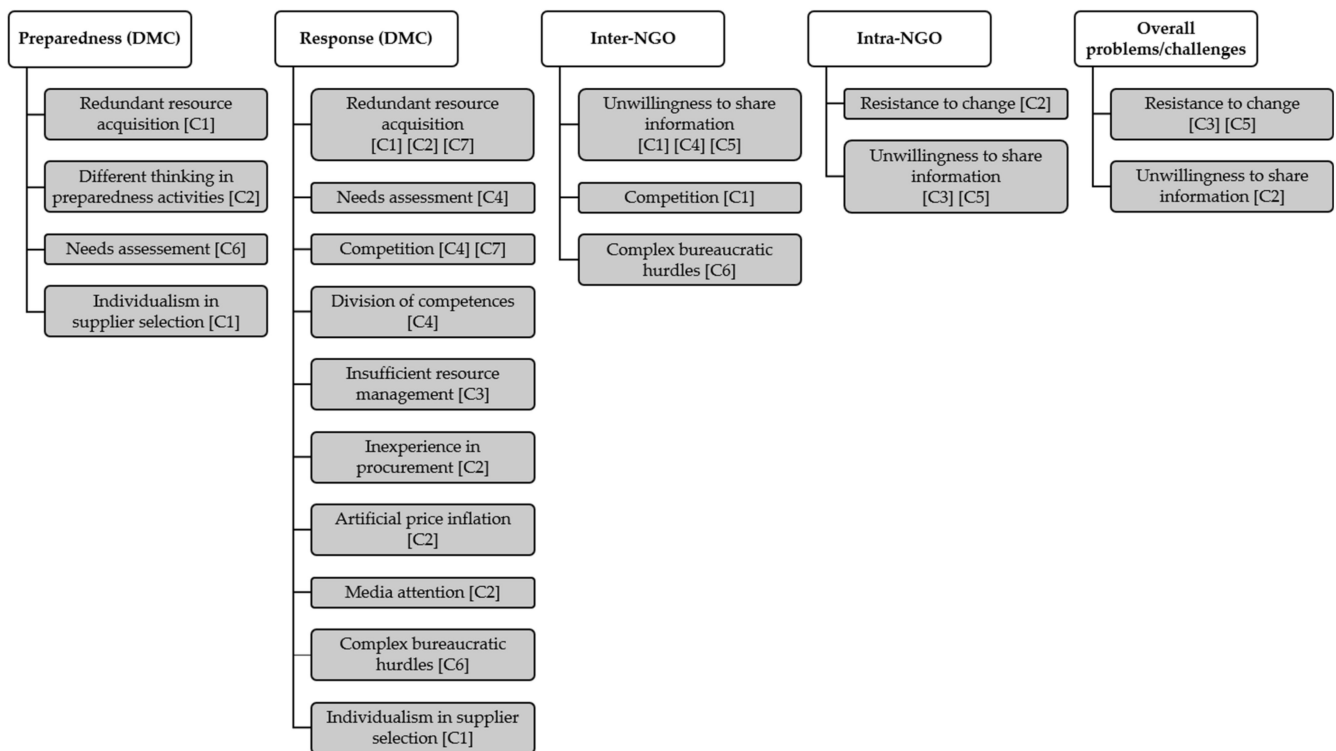 Preparedness (DMC)
Redundant resource
acquisition [C1]
Different thinking in
preparedness activities [C2]
Needs assessement [C6]
Individualism in
supplier selection [C1]
Response (DMC)
Redundant resource
acquisition
[C1] [C2] [C7]
Needs assessment [C4]
Competition [C4] [C7]
Division of competences
[C4]
Insufficient resource
management [C3]
Inexperience in
procurement [C2]
Artificial price inflation
[C2]
Media attention [C2]
Complex bureaucratic
hurdles [C6]
Individualism in supplier
selection [C1]
Inter-NGO
Unwillingness to share
information
[C1] [C4] [C5]
Competition [C1]
Complex bureaucratic
hurdles [C6]
Intra-NGO
Resistance to change [C2]
Unwillingness to share
information
[C3] [C5]
Overall
problems/challenges
Resistance to change
[C3] [C5]
Unwillingness to share
information [C2]